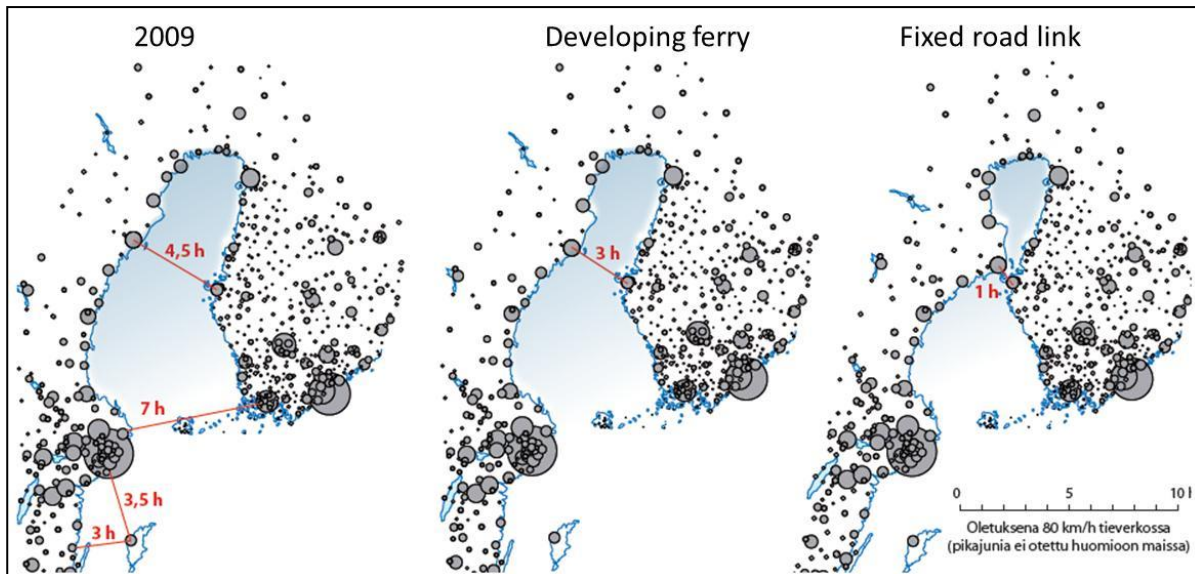 2009
Developing ferry
Fixed road link
4,5 h
3 h
1 h
7 h
3,5 h
3 h
0 5 10 h
Oletuksena 80 km/h tieverkossa
(pikajunia ei otettu huomioon maissa)